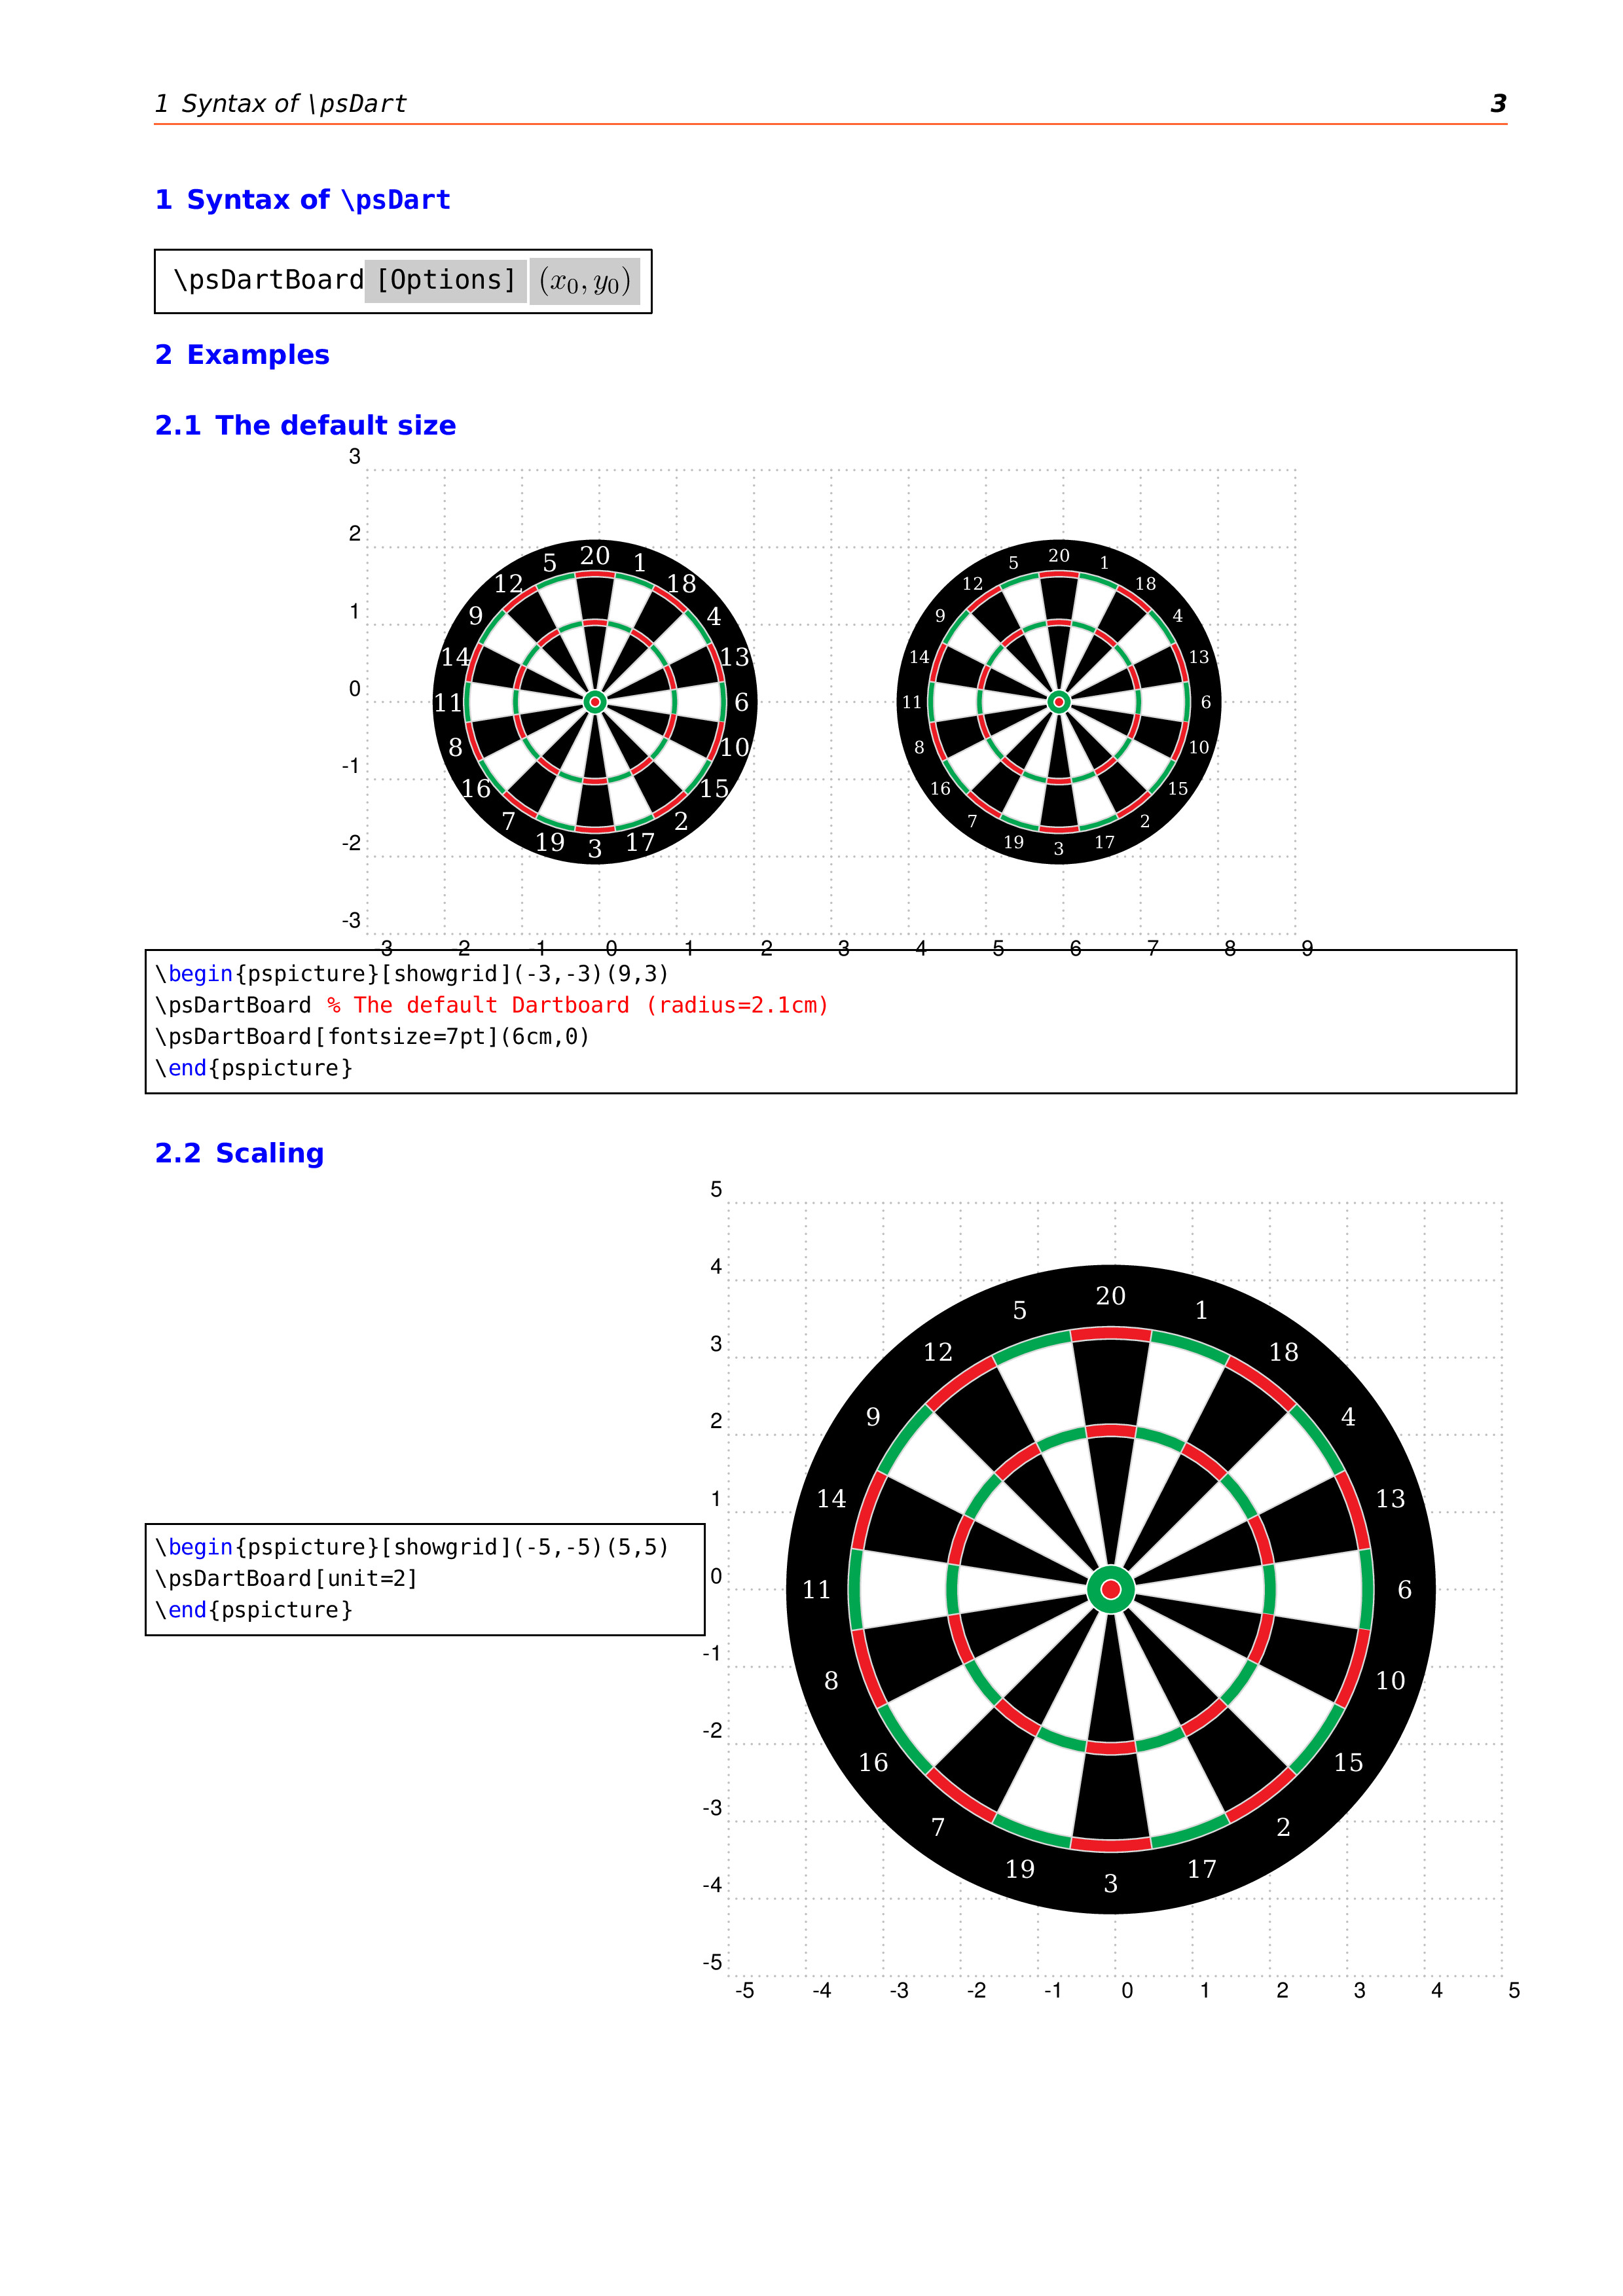 1 Syntax of \psDart 3
1 Syntax of \psDart
\psDartBoard [Options] (x₀, y₀)
2 Examples
2.1 The default size
3
2
1
0
-1
-2
-3
-3 -2 -1 0 1 2 3 4 5 6 7 8 9
20 1 18 4 13 6 10 15 2 17 3 19 7 16 8 11 14 9 12 5
20 1 18 4 13 6 10 15 2 17 3 19 7 16 8 11 14 9 12 5
\begin{pspicture}[showgrid](-3,-3)(9,3)
\psDartBoard % The default Dartboard (radius=2.1cm)
\psDartBoard[fontsize=7pt](6cm,0)
\end{pspicture}
2.2 Scaling
\begin{pspicture}[showgrid](-5,-5)(5,5)
\psDartBoard[unit=2]
\end{pspicture}
5
4
3
2
1
0
-1
-2
-3
-4
-5
-5 -4 -3 -2 -1 0 1 2 3 4 5
20 1 18 4 13 6 10 15 2 17 3 19 7 16 8 11 14 9 12 5